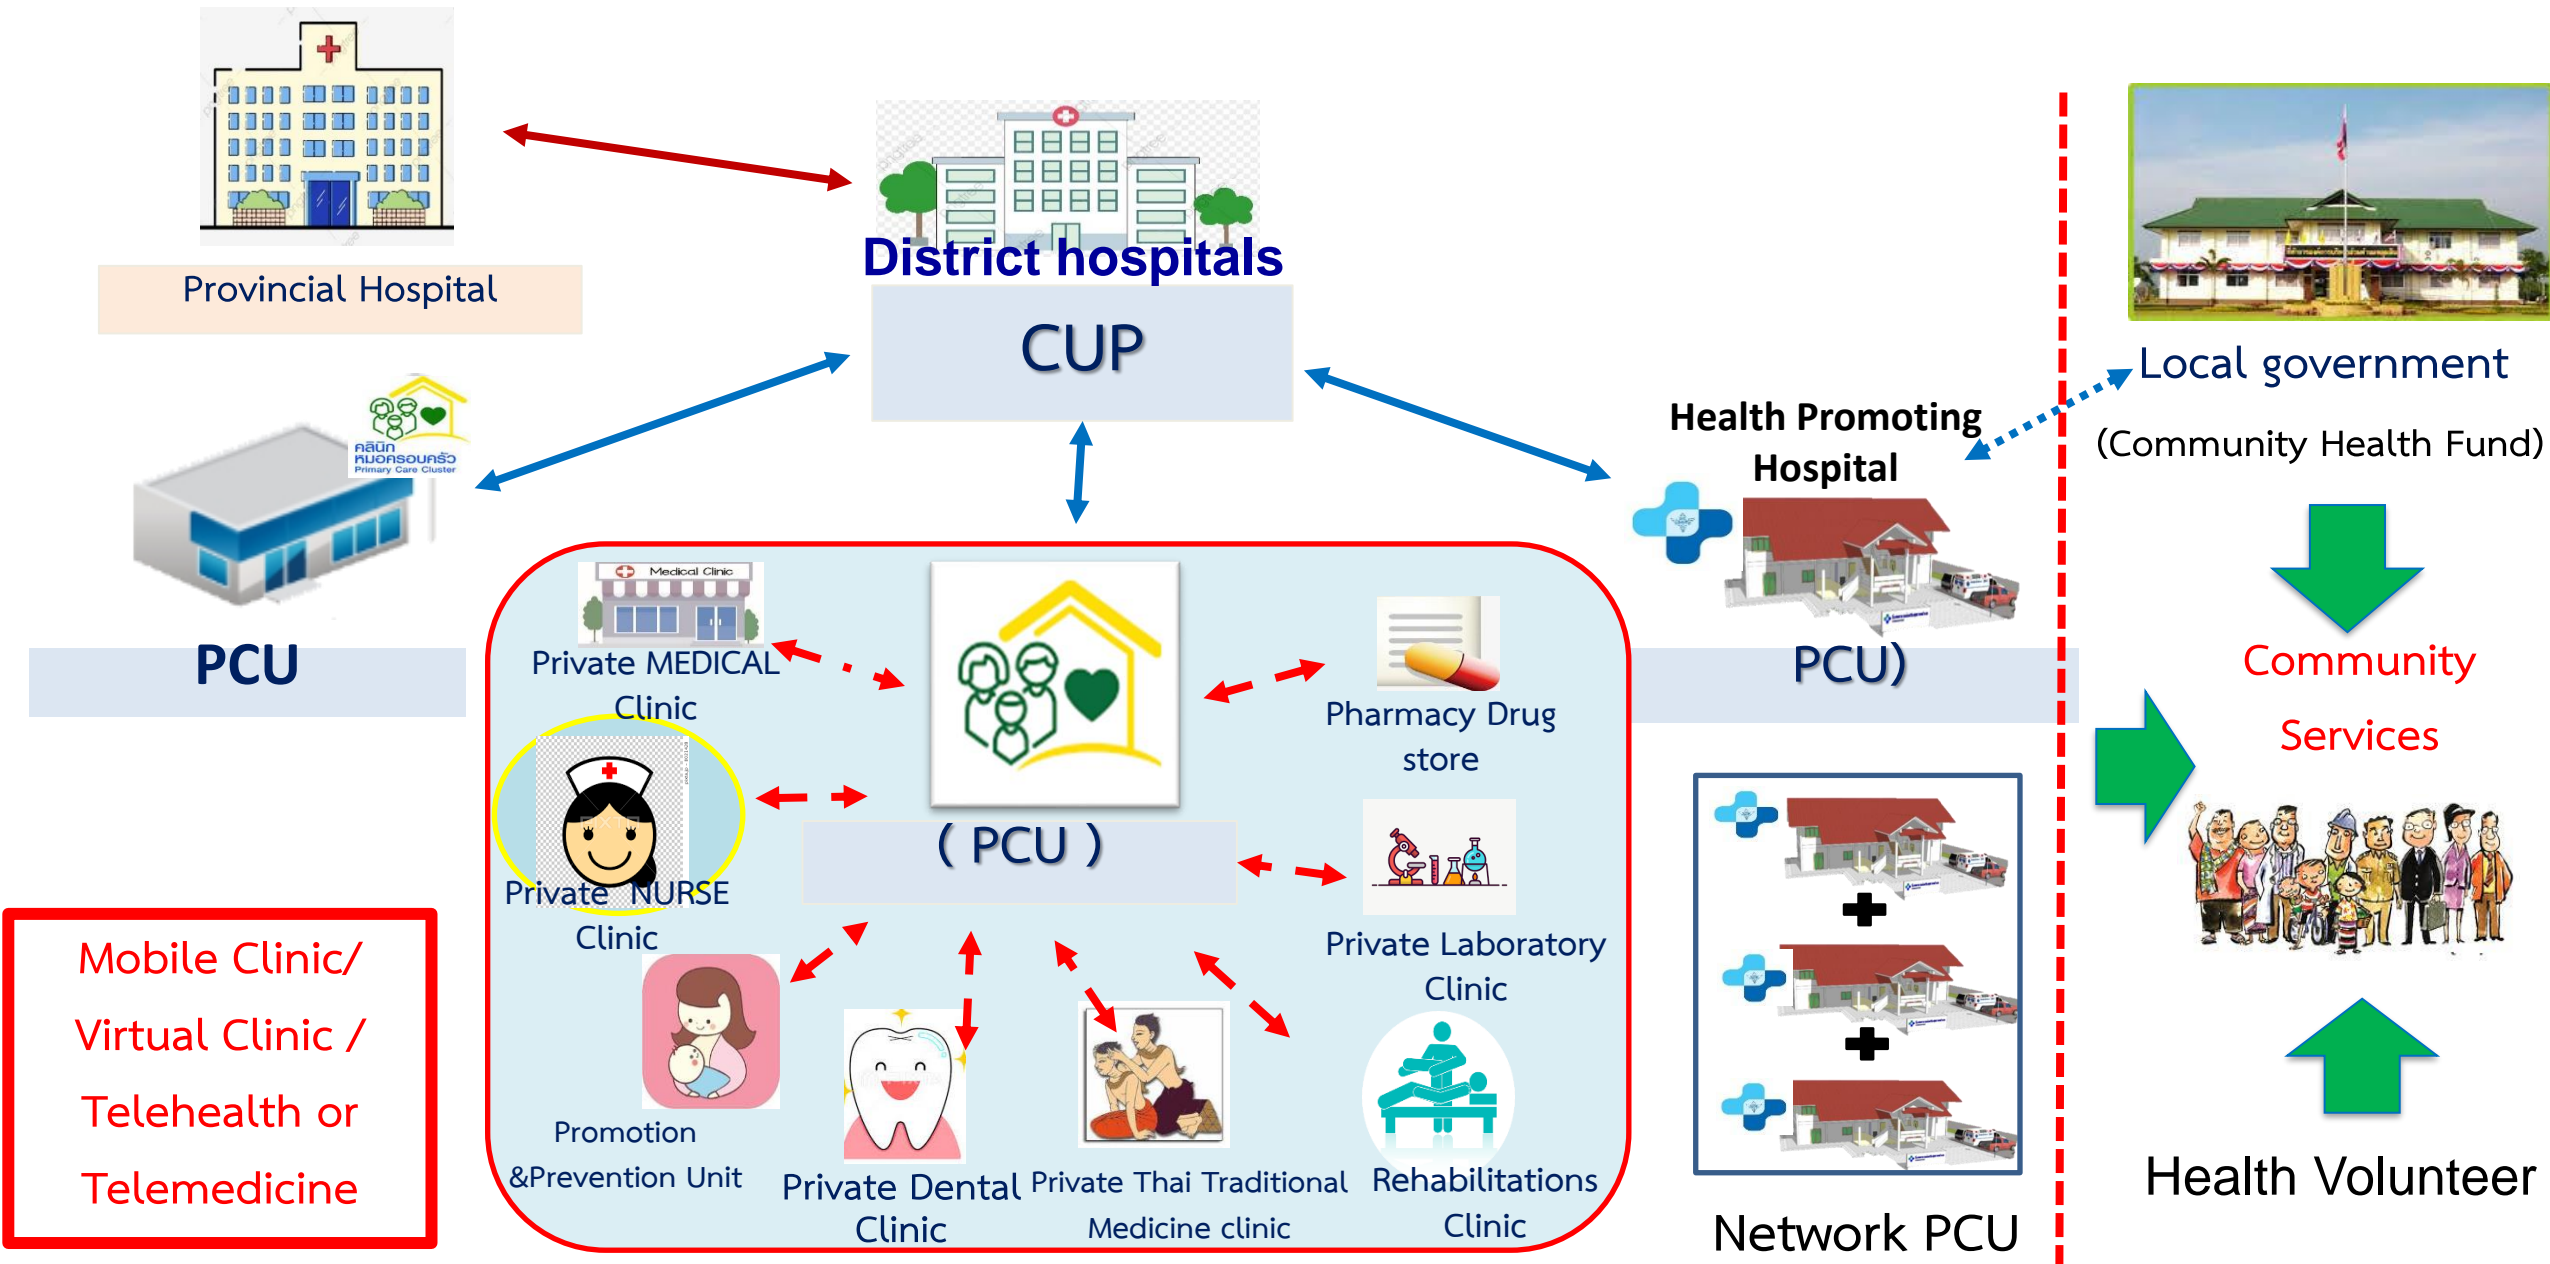 Provincial Hospital
District hospitals
CUP
คลินิก
หมอครอบครัว
Primary Care Cluster
PCU
Health Promoting
Hospital
PCU)
Local government
(Community Health Fund)
Community
Services
Health Volunteer
Medical Clinic
Private MEDICAL
Clinic
Private NURSE
Clinic
( PCU )
Pharmacy Drug
store
Private Laboratory
Clinic
Promotion
&Prevention Unit
Private Dental
Clinic
Private Thai Traditional
Medicine clinic
Rehabilitations
Clinic
Network PCU
Mobile Clinic/
Virtual Clinic /
Telehealth or
Telemedicine